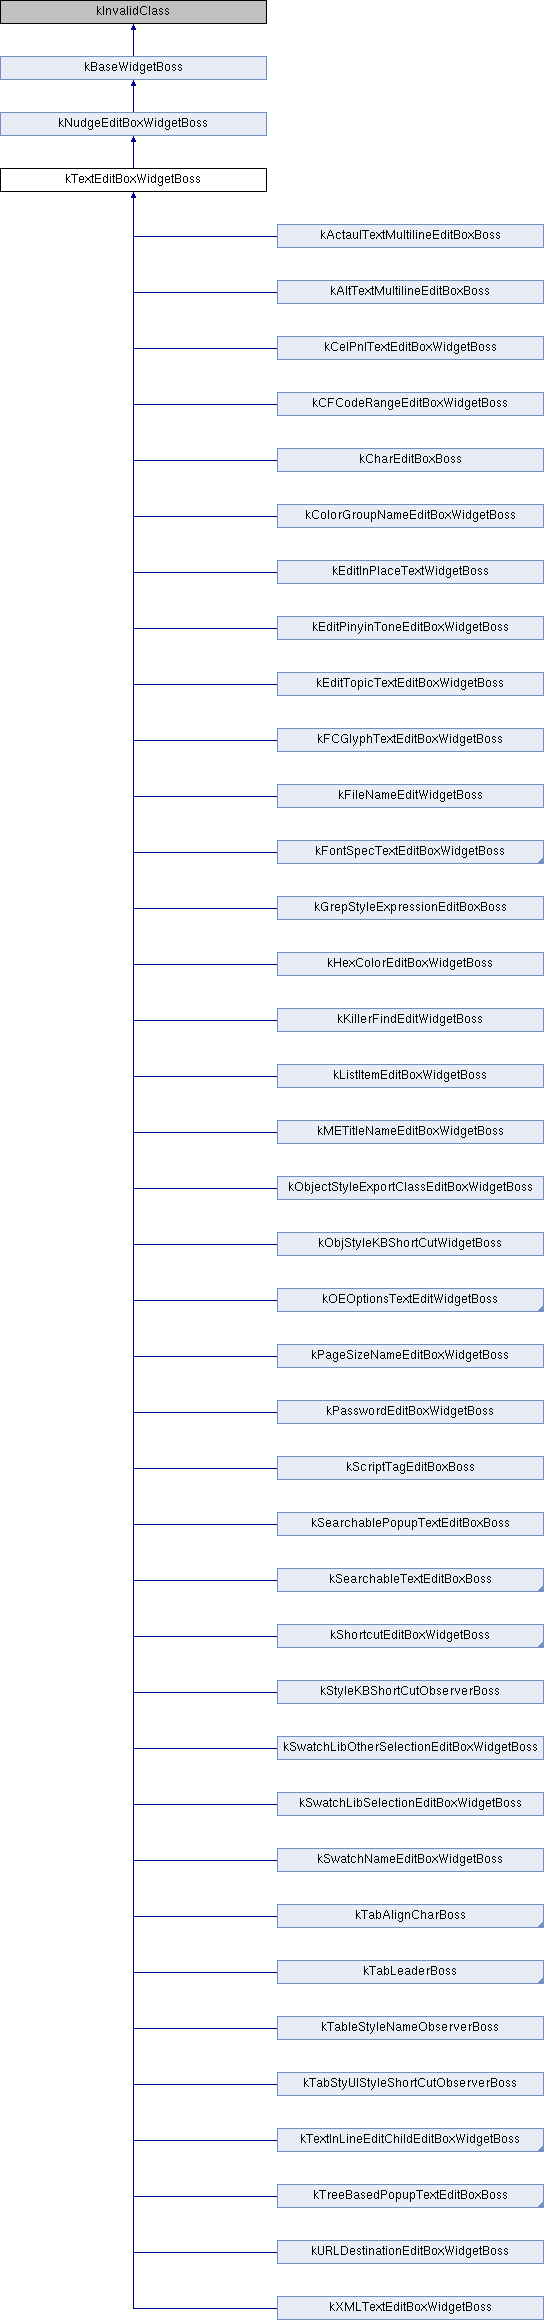 kInvalidClass
kBaseWidgetBoss
kNudgeEditBoxWidgetBoss
kTextEditBoxWidgetBoss
kActaulTextMultilineEditBoxBoss
kAltTextMultilineEditBoxBoss
kCelPnlTextEditBoxWidgetBoss
kCFCodeRangeEditBoxWidgetBoss
kCharEditBoxBoss
kColorGroupNameEditBoxWidgetBoss
kEditInPlaceTextWidgetBoss
kEditPinyinToneEditBoxWidgetBoss
kEditTopicTextEditBoxWidgetBoss
kFCGlyphTextEditBoxWidgetBoss
kFileNameEditWidgetBoss
kFontSpecTextEditBoxWidgetBoss
kGrepStyleExpressionEditBoxBoss
kHexColorEditBoxWidgetBoss
kKillerFindEditWidgetBoss
kListItemEditBoxWidgetBoss
kMETitleNameEditBoxWidgetBoss
kObjectStyleExportClassEditBoxWidgetBoss
kObjStyleKBShortCutWidgetBoss
kOEOptionsTextEditWidgetBoss
kPageSizeNameEditBoxWidgetBoss
kPasswordEditBoxWidgetBoss
kScriptTagEditBoxBoss
kSearchablePopupTextEditBoxBoss
kSearchableTextEditBoxBoss
kShortcutEditBoxWidgetBoss
kStyleKBShortCutObserverBoss
kSwatchLibOtherSelectionEditBoxWidgetBoss
kSwatchLibSelectionEditBoxWidgetBoss
kSwatchNameEditBoxWidgetBoss
kTabAlignCharBoss
kTabLeaderBoss
kTableStyleNameObserverBoss
kTabStyUIStyleShortCutObserverBoss
kTextInLineEditChildEditBoxWidgetBoss
kTreeBasedPopupTextEditBoxBoss
kURLDestinationEditBoxWidgetBoss
kXMLTextEditBoxWidgetBoss